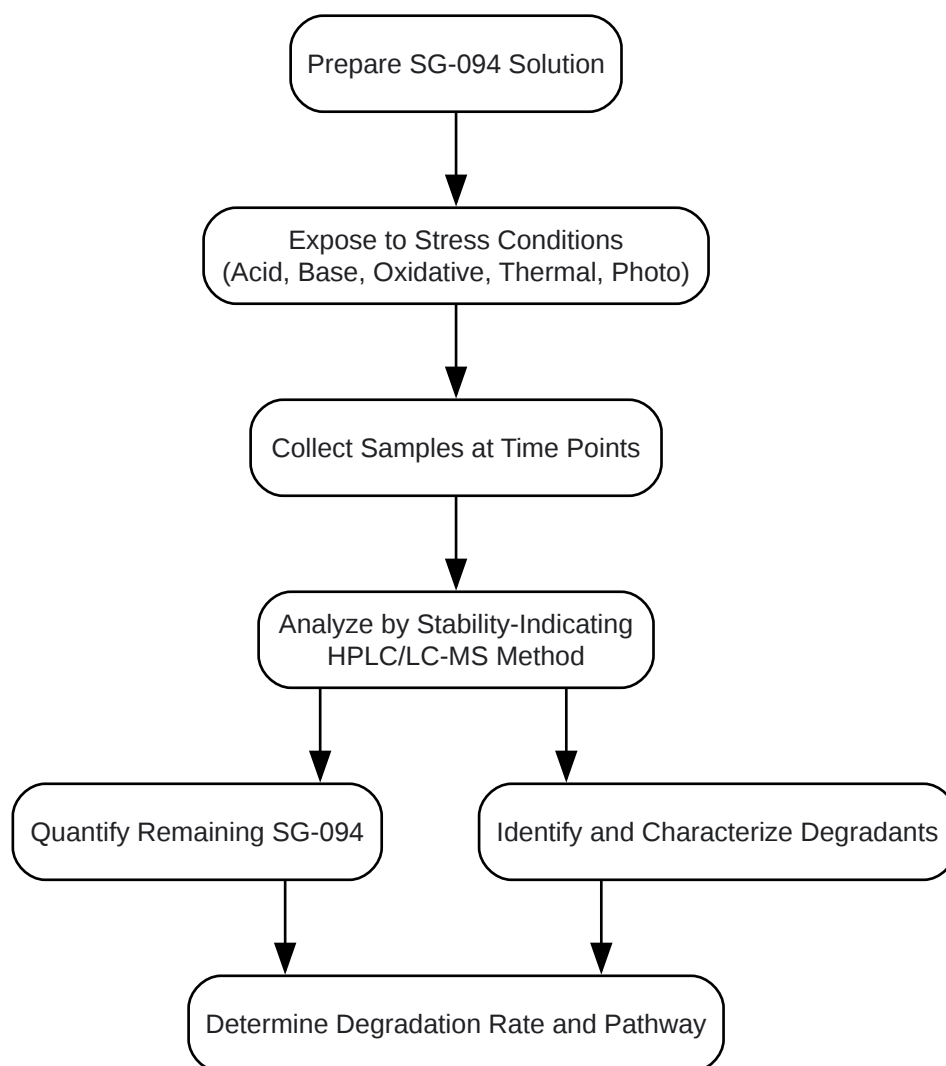 Prepare SG-094 Solution
Expose to Stress Conditions
(Acid, Base, Oxidative, Thermal, Photo)
Collect Samples at Time Points
Analyze by Stability-Indicating
HPLC/LC-MS Method
Quantify Remaining SG-094
Identify and Characterize Degradants
Determine Degradation Rate and Pathway